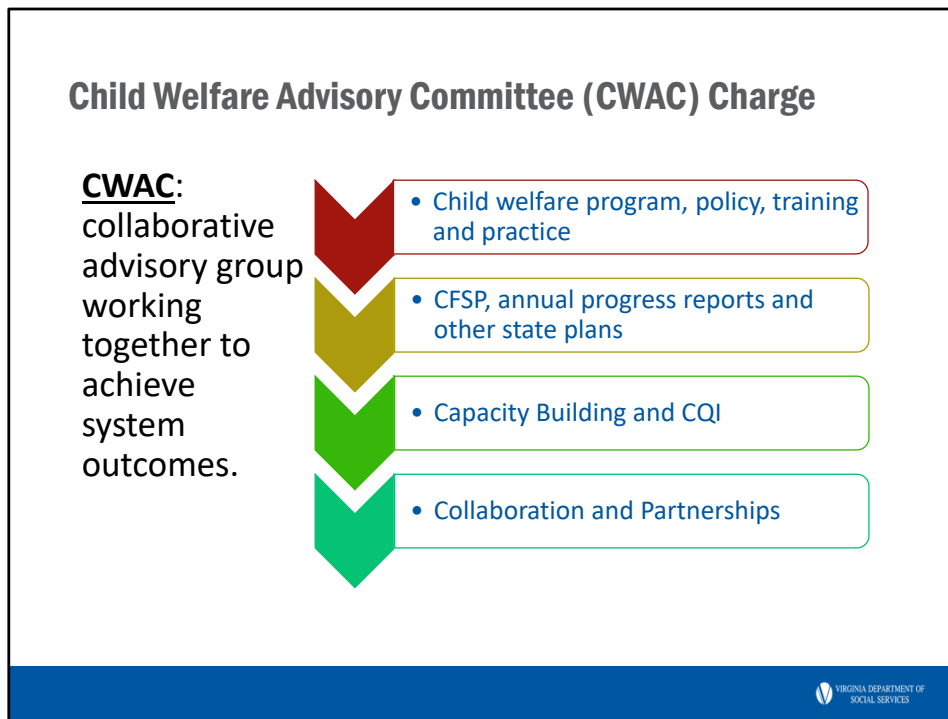 Child Welfare Advisory Committee (CWAC) Charge
CWAC:
collaborative
advisory group
working
together to
achieve
system
outcomes.
• Child welfare program, policy, training
and practice
• CFSP, annual progress reports and
other state plans
• Capacity Building and CQI
• Collaboration and Partnerships
VIRGINIA DEPARTMENT OF
SOCIAL SERVICES